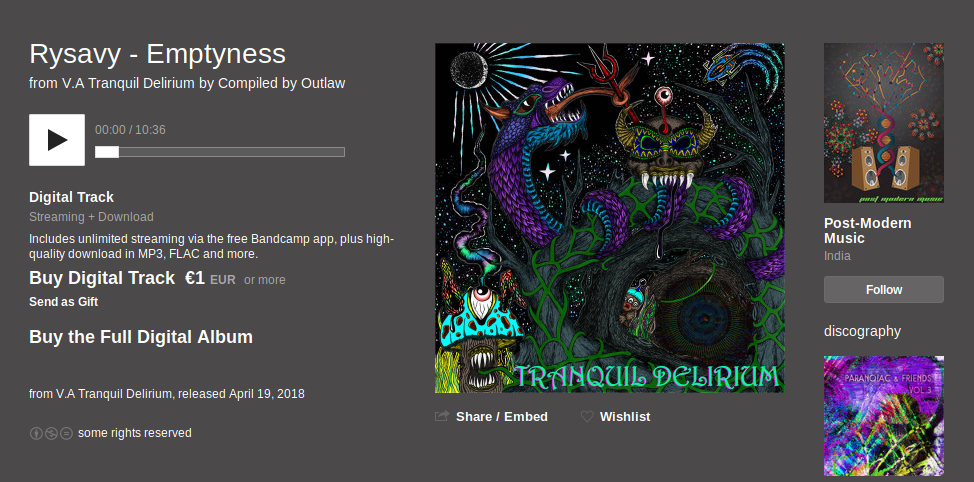 Rysavy - Emptyness
from V.A Tranquil Delirium by Compiled by Outlaw
00:00 / 10:36
Digital Track
Streaming + Download
Includes unlimited streaming via the free Bandcamp app, plus high-
quality download in MP3, FLAC and more.
Buy Digital Track €1 EUR or more
Send as Gift
Buy the Full Digital Album
from V.A Tranquil Delirium, released April 19, 2018
some rights reserved
TRANQUIL DELIRIUM
Share / Embed
Wishlist
post modern music
Post-Modern
Music
India
Follow
discography
PARANOIAC & FRIENDS
VOL.3